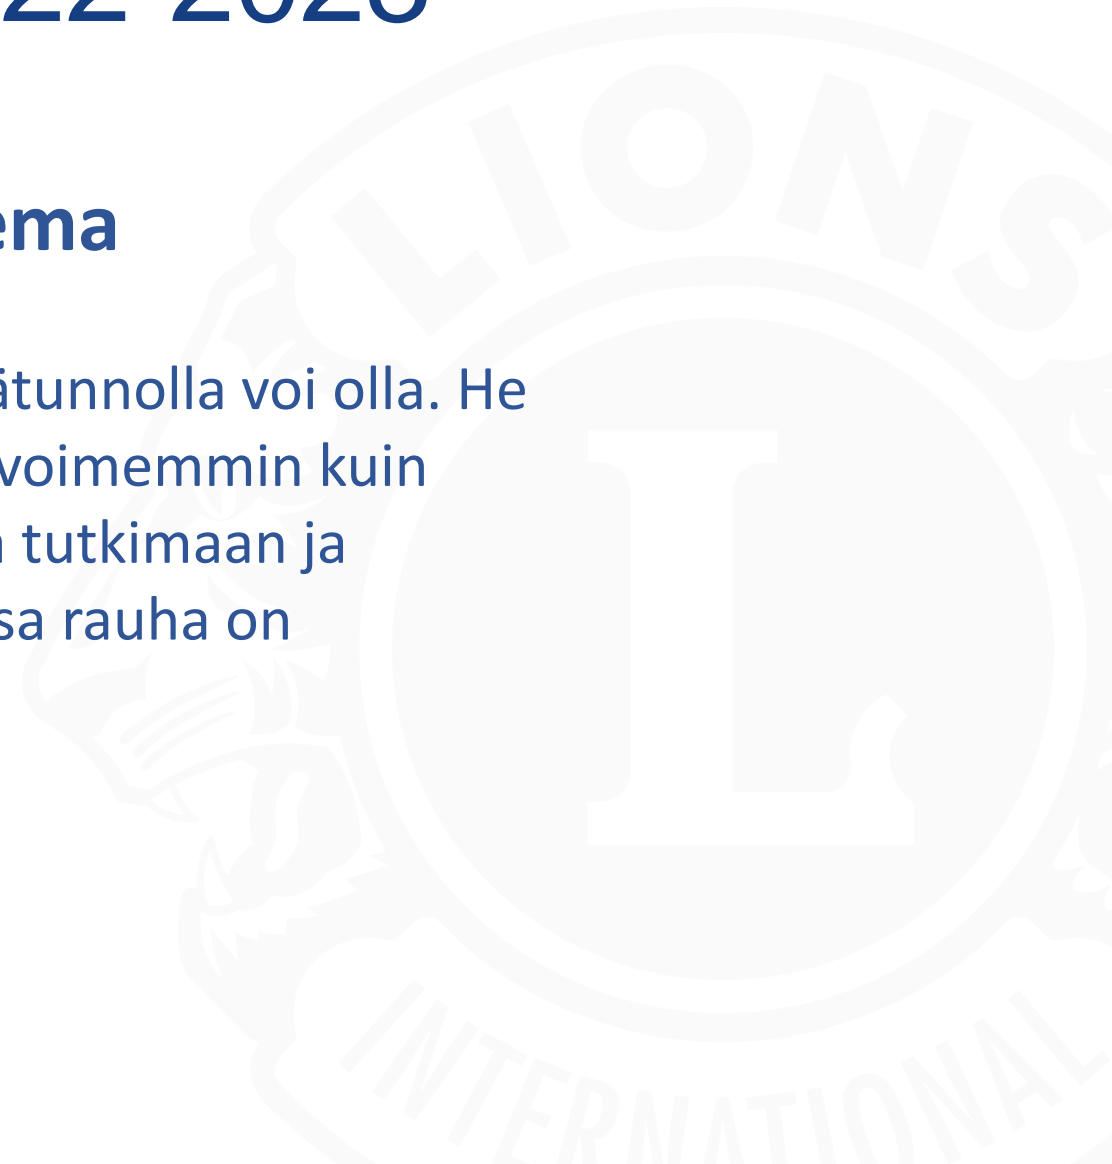 22-2023
ema
ätunnolla voi olla. He
voimemmin kuin
tutkimaan ja
sa rauha on
LIONS
L
INTERNATIONAL